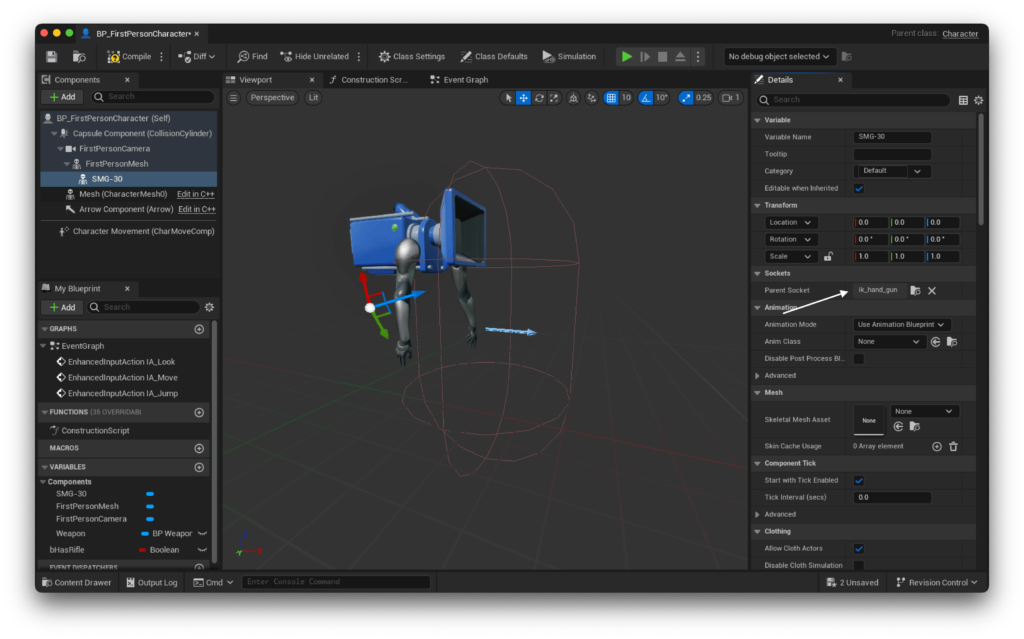 BP_FirstPersonCharacter•
Parent class: Character
Compile
Diff
Find
Hide Unrelated
Class Settings
Class Defaults
Simulation
No debug object selected
Components
Add
Search
BP_FirstPersonCharacter (Self)
Capsule Component (CollisionCylinder)
FirstPersonCamera
FirstPersonMesh
SMG-30
Mesh (CharacterMesh0)
Edit in C++
Arrow Component (Arrow)
Edit in C++
Character Movement (CharMoveComp)
My Blueprint
Add
Search
GRAPHS
EventGraph
EnhancedInputAction IA_Look
EnhancedInputAction IA_Move
EnhancedInputAction IA_Jump
FUNCTIONS (35 OVERRIDABl
ConstructionScript
MACROS
VARIABLES
Components
SMG-30
FirstPersonMesh
FirstPersonCamera
Weapon
BP Weapor
bHasRifle
Boolean
EVENT DISPATCHERS
Viewport
Construction Scr...
Event Graph
Perspective
Lit
10
10°
0.25
1
Details
Search
Variable
Variable Name
SMG-30
Tooltip
Category
Default
Editable when Inherited
Transform
Location
0.0
0.0
0.0
Rotation
0.0 °
0.0 °
0.0 °
Scale
1.0
1.0
1.0
Sockets
Parent Socket
ik_hand_gun
Animation
Animation Mode
Use Animation Blueprint
Anim Class
None
Disable Post Process Bl...
Advanced
Mesh
Skeletal Mesh Asset
None
None
Skin Cache Usage
0 Array element
Component Tick
Start with Tick Enabled
Tick Interval (secs)
0.0
Advanced
Clothing
Allow Cloth Actors
Disable Cloth Simulation
Content Drawer
Output Log
Cmd
Enter Console Command
2 Unsaved
Revision Control